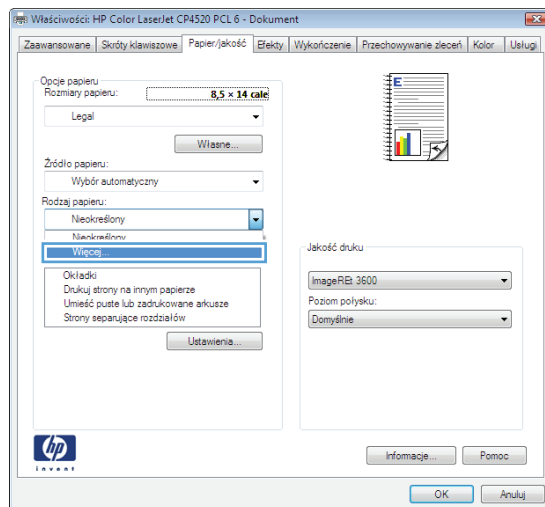 Właściwości: HP Color LaserJet CP4520 PCL 6 - Dokument
Zaawansowane Skróty klawiszowe Papier/jakość Efekty Wykończenie Przechowywanie zleceń Kolor Usługi
Opcje papieru
Rozmiary papieru: 8,5 × 14 cale
Legal
Własne...
Źródło papieru:
Wybór automatyczny
Rodzaj papieru:
Nieokreślony
Nieokreślony
Więcej...
Okładki
Drukuj strony na innym papierze
Umieść puste lub zadrukowane arkusze
Strony separujące rozdziałów
Ustawienia...
E
Jakość druku
ImageREt 3600
Poziom połysku:
Domyślnie
hp
invent
Informacje... Pomoc
OK Anuluj